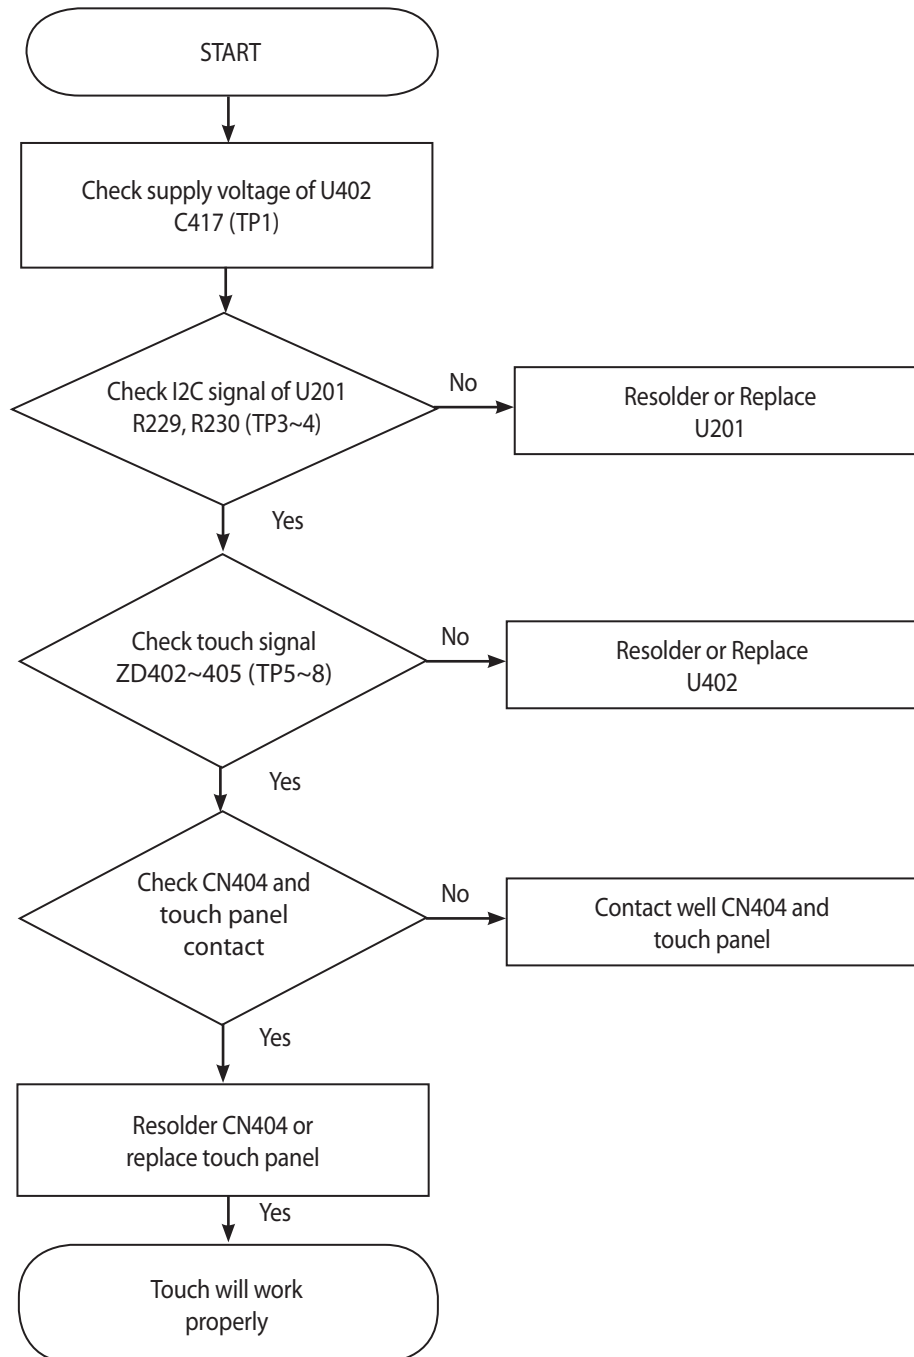 START
Check supply voltage of U402
C417 (TP1)
Check I2C signal of U201
R229, R230 (TP3~4)
No
Resolder or Replace
U201
Yes
Check touch signal
ZD402~405 (TP5~8)
No
Resolder or Replace
U402
Yes
Check CN404 and
touch panel
contact
No
Contact well CN404 and
touch panel
Yes
Resolder CN404 or
replace touch panel
Yes
Touch will work
properly